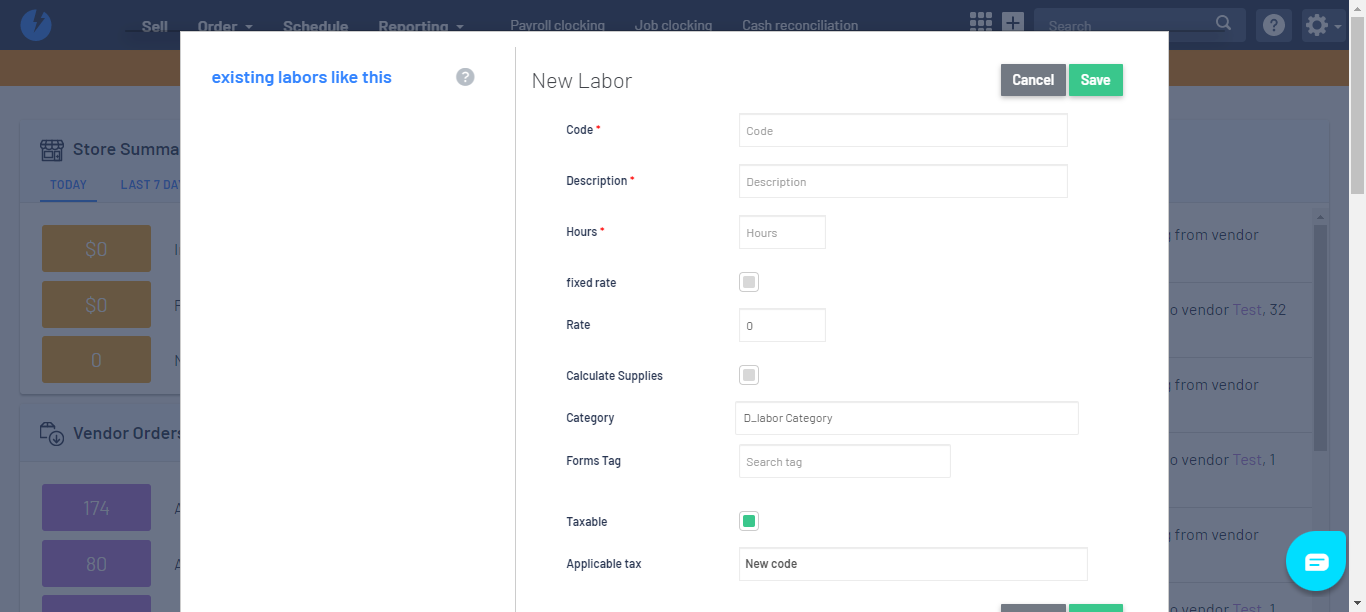 Sell Order Schedule Reporting Payroll clocking Job clocking Cash reconciliation Search ?
existing labors like this ?
New Labor
Cancel Save
Code *
Code
Description *
Description
Hours *
Hours
fixed rate
Rate
0
Calculate Supplies
Category
D_labor Category
Forms Tag
Search tag
Taxable
Applicable tax
New code
Store Summa
TODAY LAST 7 DA
$0
$0
0
Vendor Orders
174
80
from vendor
o vendor Test, 32
from vendor
o vendor Test, 1
from vendor
o vendor Test, 1